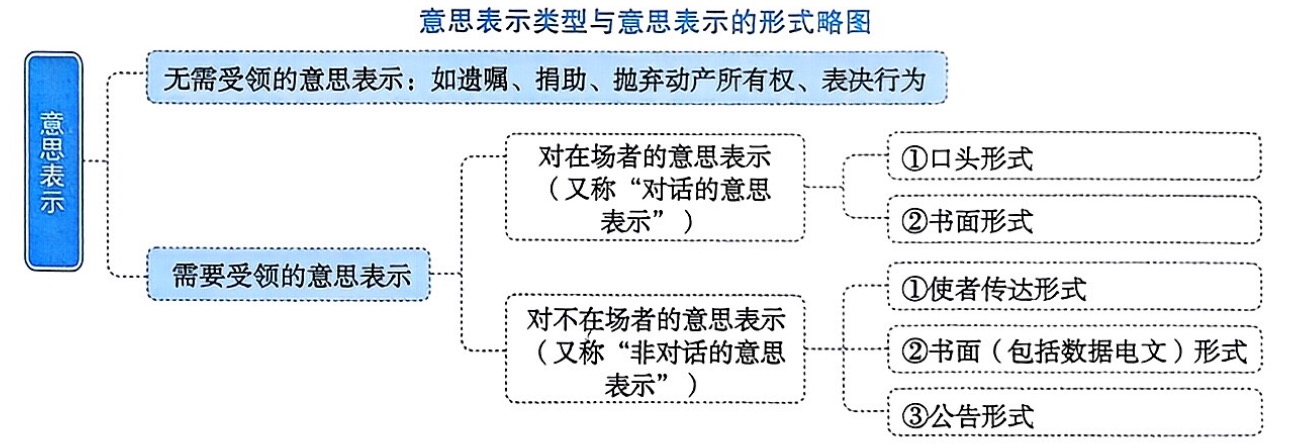 意思表示类型与意思表示的形式略图
意思表示
无需受领的意思表示：如遗嘱、捐助、抛弃动产所有权、表决行为
需要受领的意思表示
对在场者的意思表示
（又称“对话的意思
表示”）
①口头形式
②书面形式
对不在场者的意思表示
（又称“非对话的意思
表示”）
①使者传达形式
②书面（包括数据电文）形式
③公告形式